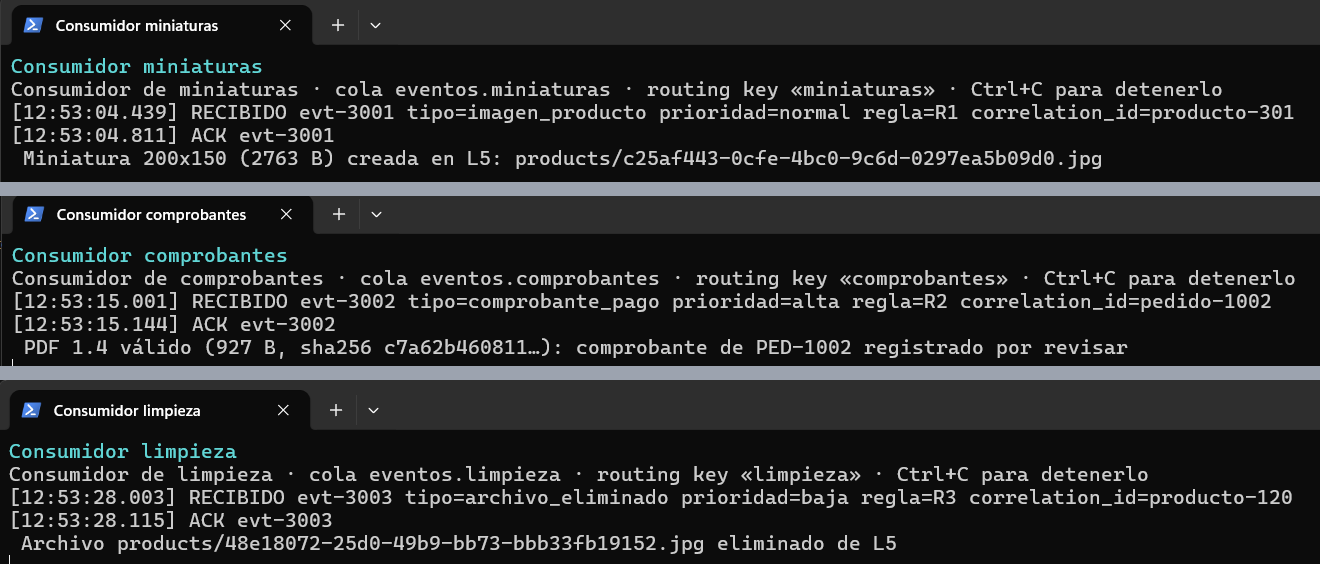 Consumidor miniaturas
Consumidor miniaturas
Consumidor de miniaturas · cola eventos.miniaturas · routing key «miniaturas» · Ctrl+C para detenerlo
[12:53:04.439] RECIBIDO evt-3001 tipo=imagen_producto prioridad=normal regla=R1 correlation_id=producto-301
[12:53:04.811] ACK evt-3001
Miniatura 200x150 (2763 B) creada en L5: products/c25af443-0cfe-4bc0-9c6d-0297ea5b09d0.jpg
Consumidor comprobantes
Consumidor comprobantes
Consumidor de comprobantes · cola eventos.comprobantes · routing key «comprobantes» · Ctrl+C para detenerlo
[12:53:15.001] RECIBIDO evt-3002 tipo=comprobante_pago prioridad=alta regla=R2 correlation_id=pedido-1002
[12:53:15.144] ACK evt-3002
PDF 1.4 válido (927 B, sha256 c7a62b460811…): comprobante de PED-1002 registrado por revisar
Consumidor limpieza
Consumidor limpieza
Consumidor de limpieza · cola eventos.limpieza · routing key «limpieza» · Ctrl+C para detenerlo
[12:53:28.003] RECIBIDO evt-3003 tipo=archivo_eliminado prioridad=baja regla=R3 correlation_id=producto-120
[12:53:28.115] ACK evt-3003
Archivo products/48e18072-25d0-49b9-bb73-bbb33fb19152.jpg eliminado de L5